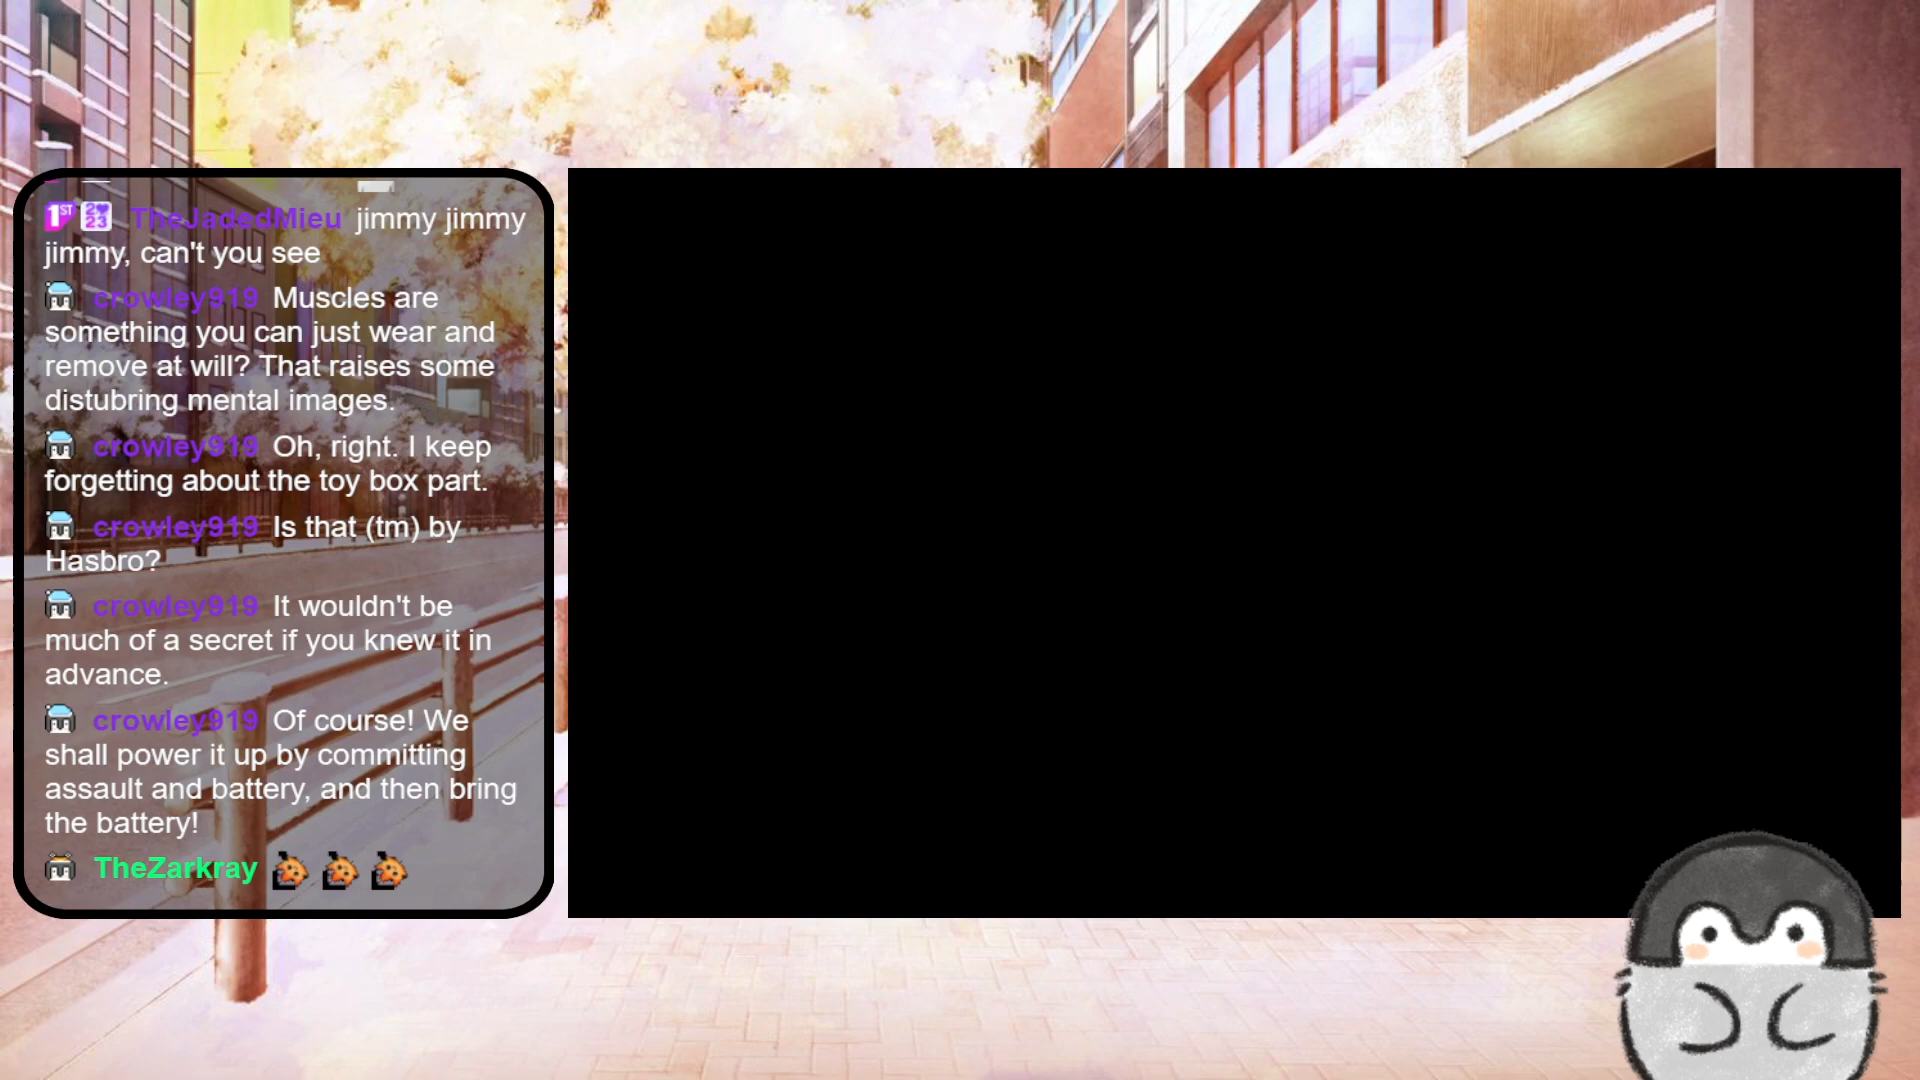 1ST 2023 TheJadedMieu jimmy jimmy
jimmy, can't you see
crowley919 Muscles are
something you can just wear and
remove at will? That raises some
distubring mental images.
crowley919 Oh, right. I keep
forgetting about the toy box part.
crowley919 Is that (tm) by
Hasbro?
crowley919 It wouldn't be
much of a secret if you knew it in
advance.
crowley919 Of course! We
shall power it up by committing
assault and battery, and then bring
the battery!
TheZarkray